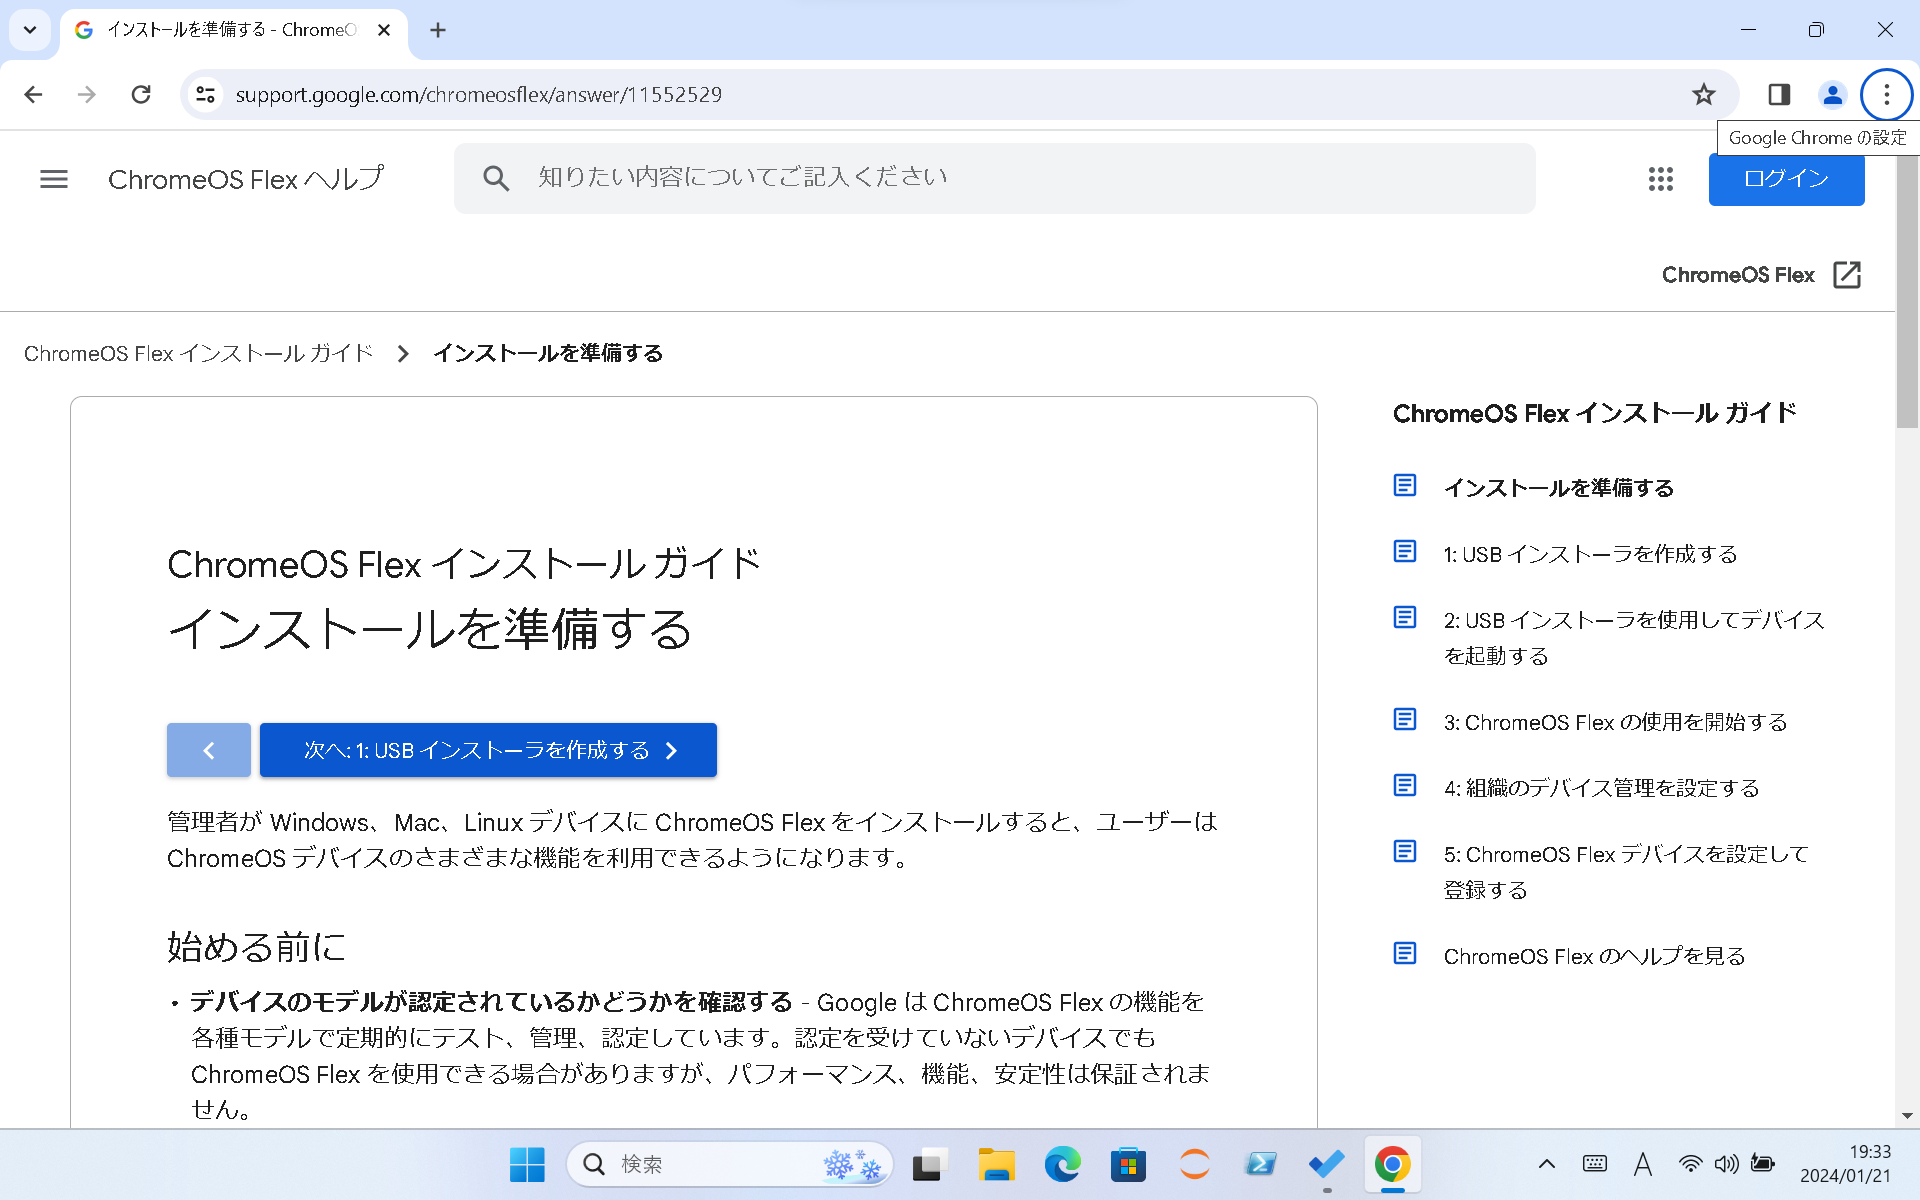 インストールを準備する - ChromeO
support.google.com/chromeosflex/answer/11552529
Google Chrome の設定
ChromeOS Flex ヘルプ
知りたい内容についてご記入ください
ログイン
ChromeOS Flex
ChromeOS Flex インストール ガイド
インストールを準備する
ChromeOS Flex インストール ガイド
インストールを準備する
次へ: 1: USB インストーラを作成する
管理者が Windows、Mac、Linux デバイスに ChromeOS Flex をインストールすると、ユーザーは
ChromeOS デバイスのさまざまな機能を利用できるようになります。
始める前に
• デバイスのモデルが認定されているかどうかを確認する - Google は ChromeOS Flex の機能を
各種モデルで定期的にテスト、管理、認定しています。認定を受けていないデバイスでも
ChromeOS Flex を使用できる場合がありますが、パフォーマンス、機能、安定性は保証されま
せん。
ChromeOS Flex インストール ガイド
インストールを準備する
1: USB インストーラを作成する
2: USB インストーラを使用してデバイス
を起動する
3: ChromeOS Flex の使用を開始する
4: 組織のデバイス管理を設定する
5: ChromeOS Flex デバイスを設定して
登録する
ChromeOS Flex のヘルプを見る
検索
A
19:33
2024/01/21